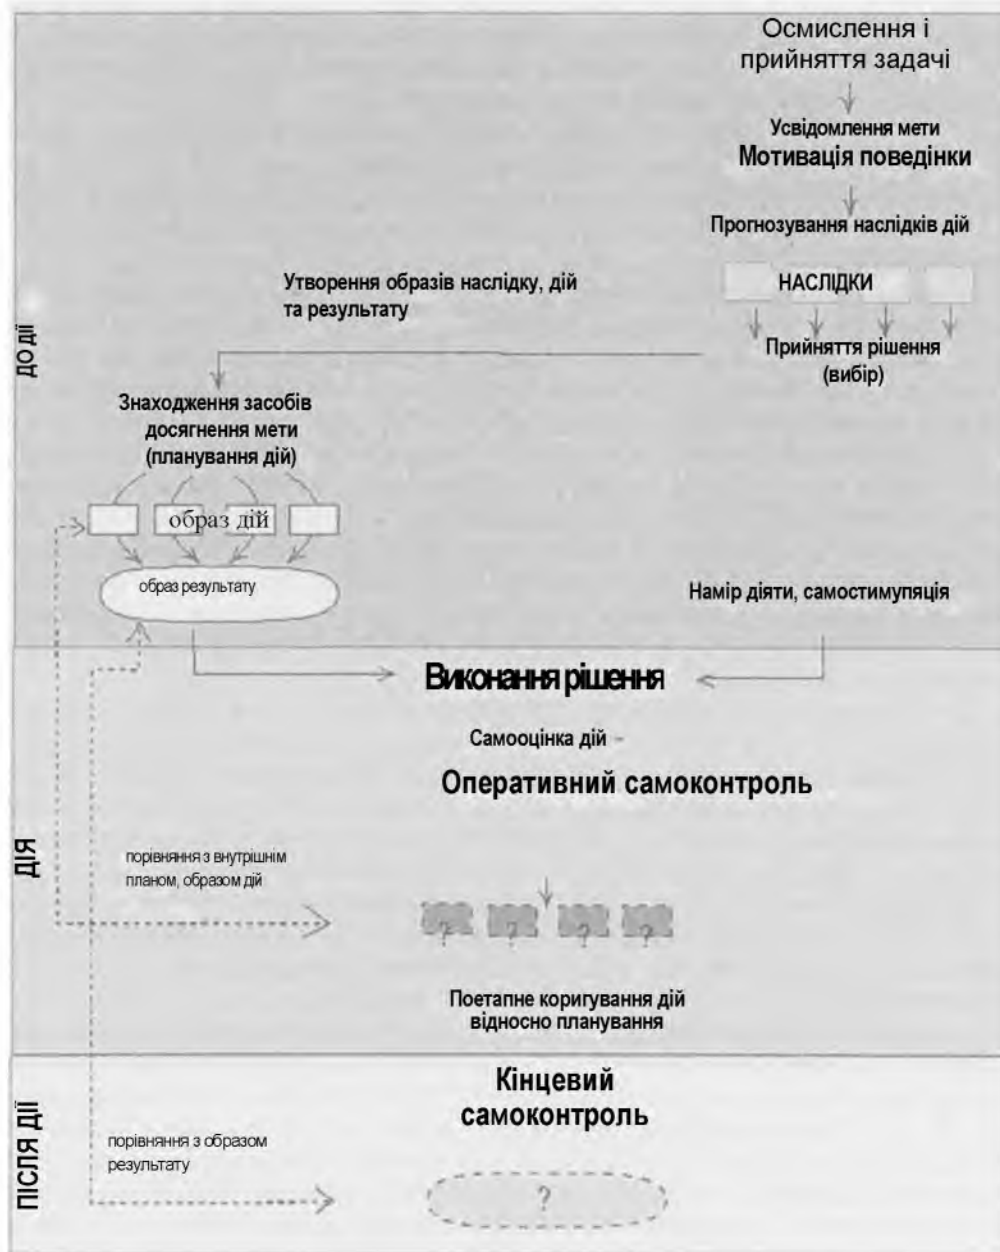 Осмислення і
прийняття задачі
Усвідомлення мети
Мотивація поведінки
Прогнозування наслідків дій
НАСЛІДКИ
Прийняття рішення
(вибір)
Утворення образів наслідку, дій
та результату
ДО ДІЇ
Знаходження засобів
досягнення мети
(планування дій)
образ дій
образ результату
Намір діяти, самостимуляція
Виконання рішення
Самооцінка дій –
Оперативний самоконтроль
ДІЯ
порівняння з внутрішнім
планом, образом дій
? ? ? ?
Поетапне коригування дій
відносно планування
Кінцевий
самоконтроль
ПІСЛЯ ДІЇ
порівняння з образом
результату
?